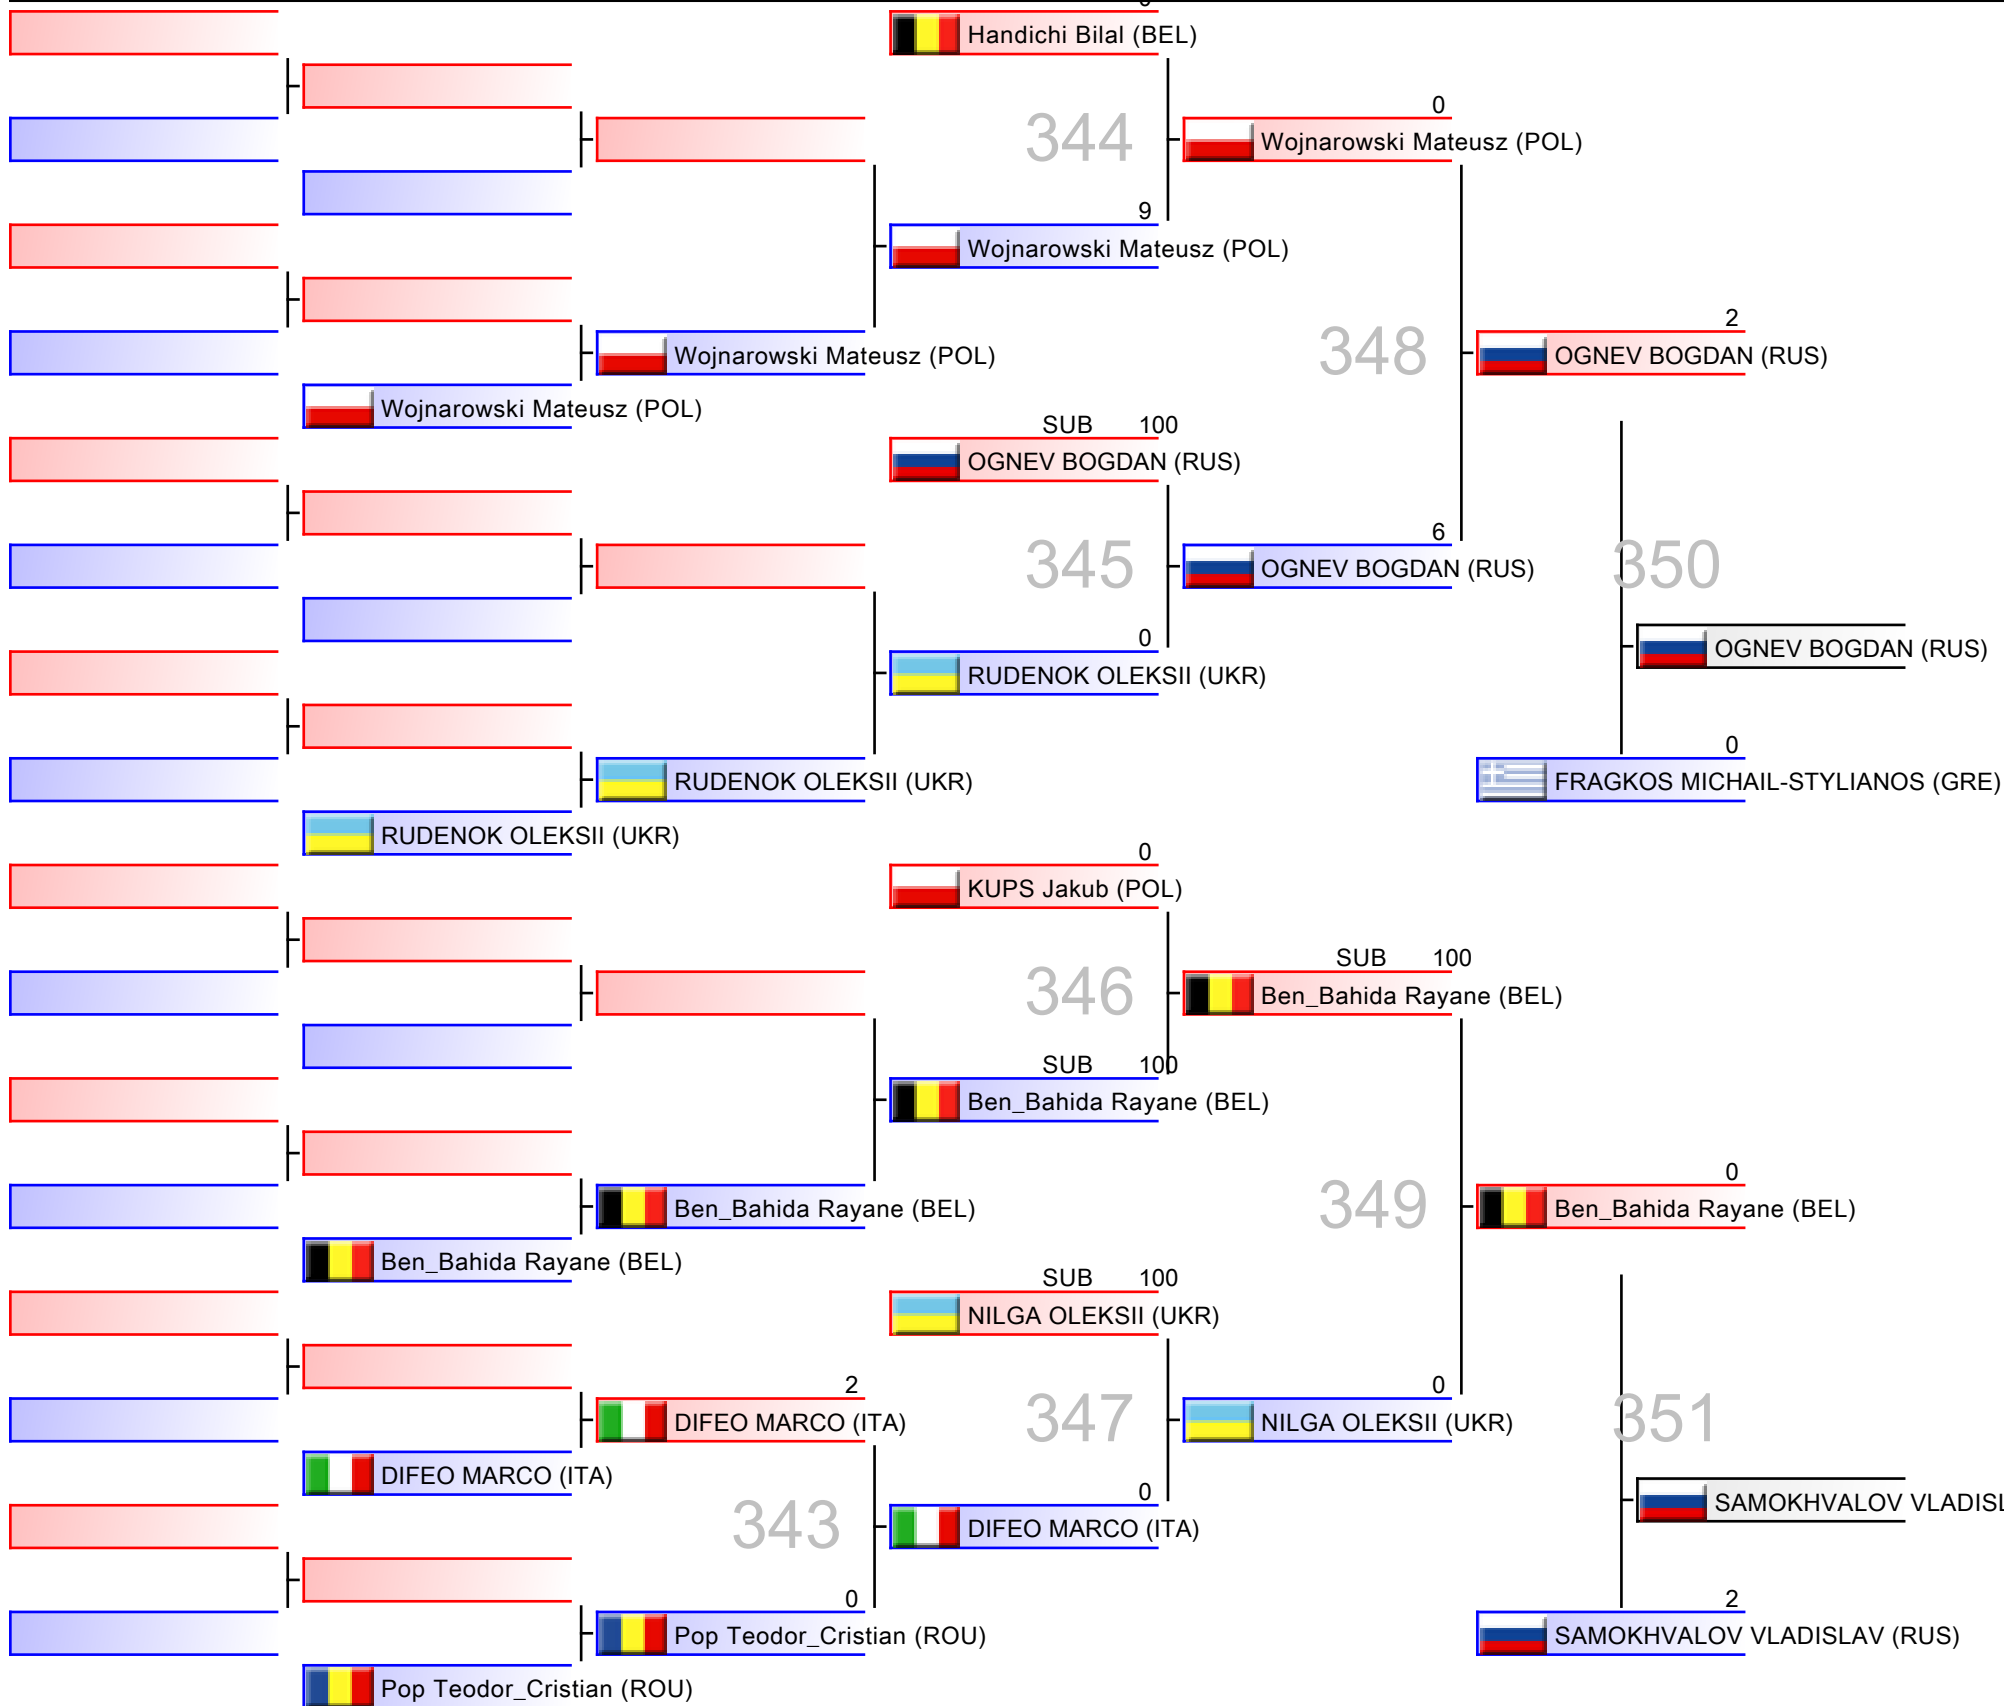 Handichi Bilal (BEL)
0
344
Wojnarowski Mateusz (POL)
9
Wojnarowski Mateusz (POL)
2
348
OGNEV BOGDAN (RUS)
Wojnarowski Mateusz (POL)
Wojnarowski Mateusz (POL)
SUB 100
OGNEV BOGDAN (RUS)
6
345
OGNEV BOGDAN (RUS)
350
0
OGNEV BOGDAN (RUS)
RUDENOK OLEKSII (UKR)
0
RUDENOK OLEKSII (UKR)
FRAGKOS MICHAIL-STYLIANOS (GRE)
RUDENOK OLEKSII (UKR)
0
KUPS Jakub (POL)
SUB 100
346
Ben_Bahida Rayane (BEL)
SUB 100
Ben_Bahida Rayane (BEL)
0
349
Ben_Bahida Rayane (BEL)
Ben_Bahida Rayane (BEL)
Ben_Bahida Rayane (BEL)
SUB 100
NILGA OLEKSII (UKR)
2
0
DIFEO MARCO (ITA)
347
NILGA OLEKSII (UKR)
351
DIFEO MARCO (ITA)
0
SAMOKHVALOV VLADISL
343
DIFEO MARCO (ITA)
0
2
Pop Teodor_Cristian (ROU)
SAMOKHVALOV VLADISLAV (RUS)
Pop Teodor_Cristian (ROU)